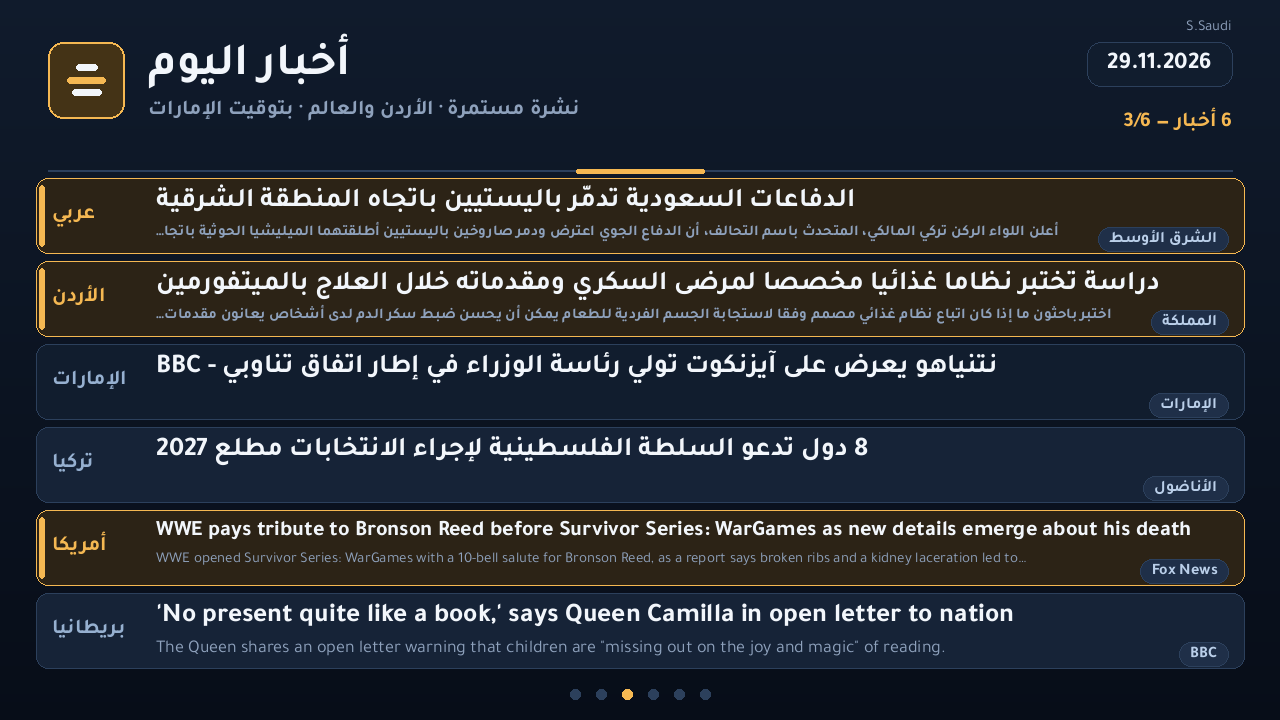 S.Saudi
أخبار اليوم
29.11.2026
نشرة مستمرة · الأردن والعالم · بتوقيت الإمارات
6 أخبار – 3/6
عربي
الدفاعات السعودية تدمّر باليستيين باتجاه المنطقة الشرقية
أعلن اللواء الركن تركي المالكي، المتحدث باسم التحالف، أن الدفاع الجوي اعترض ودمر صاروخين باليستيين أطلقتهما الميليشيا الحوثية باتجا...
الشرق الأوسط
الأردن
دراسة تختبر نظاما غذائيا مخصصا لمرضى السكري ومقدماته خلال العلاج بالميتفورمين
اختبر باحثون ما إذا كان اتباع نظام غذائي مصمم وفقا لاستجابة الجسم الفردية للطعام يمكن أن يحسن ضبط سكر الدم لدى أشخاص يعانون مقدمات...
المملكة
الإمارات
نتنياهو يعرض على آيزنكوت تولي رئاسة الوزراء في إطار اتفاق تناوبي - BBC
الإمارات
تركيا
8 دول تدعو السلطة الفلسطينية لإجراء الانتخابات مطلع 2027
الأناضول
أمريكا
WWE pays tribute to Bronson Reed before Survivor Series: WarGames as new details emerge about his death
WWE opened Survivor Series: WarGames with a 10-bell salute for Bronson Reed, as a report says broken ribs and a kidney laceration led to...
Fox News
بريطانيا
'No present quite like a book,' says Queen Camilla in open letter to nation
The Queen shares an open letter warning that children are "missing out on the joy and magic" of reading.
BBC